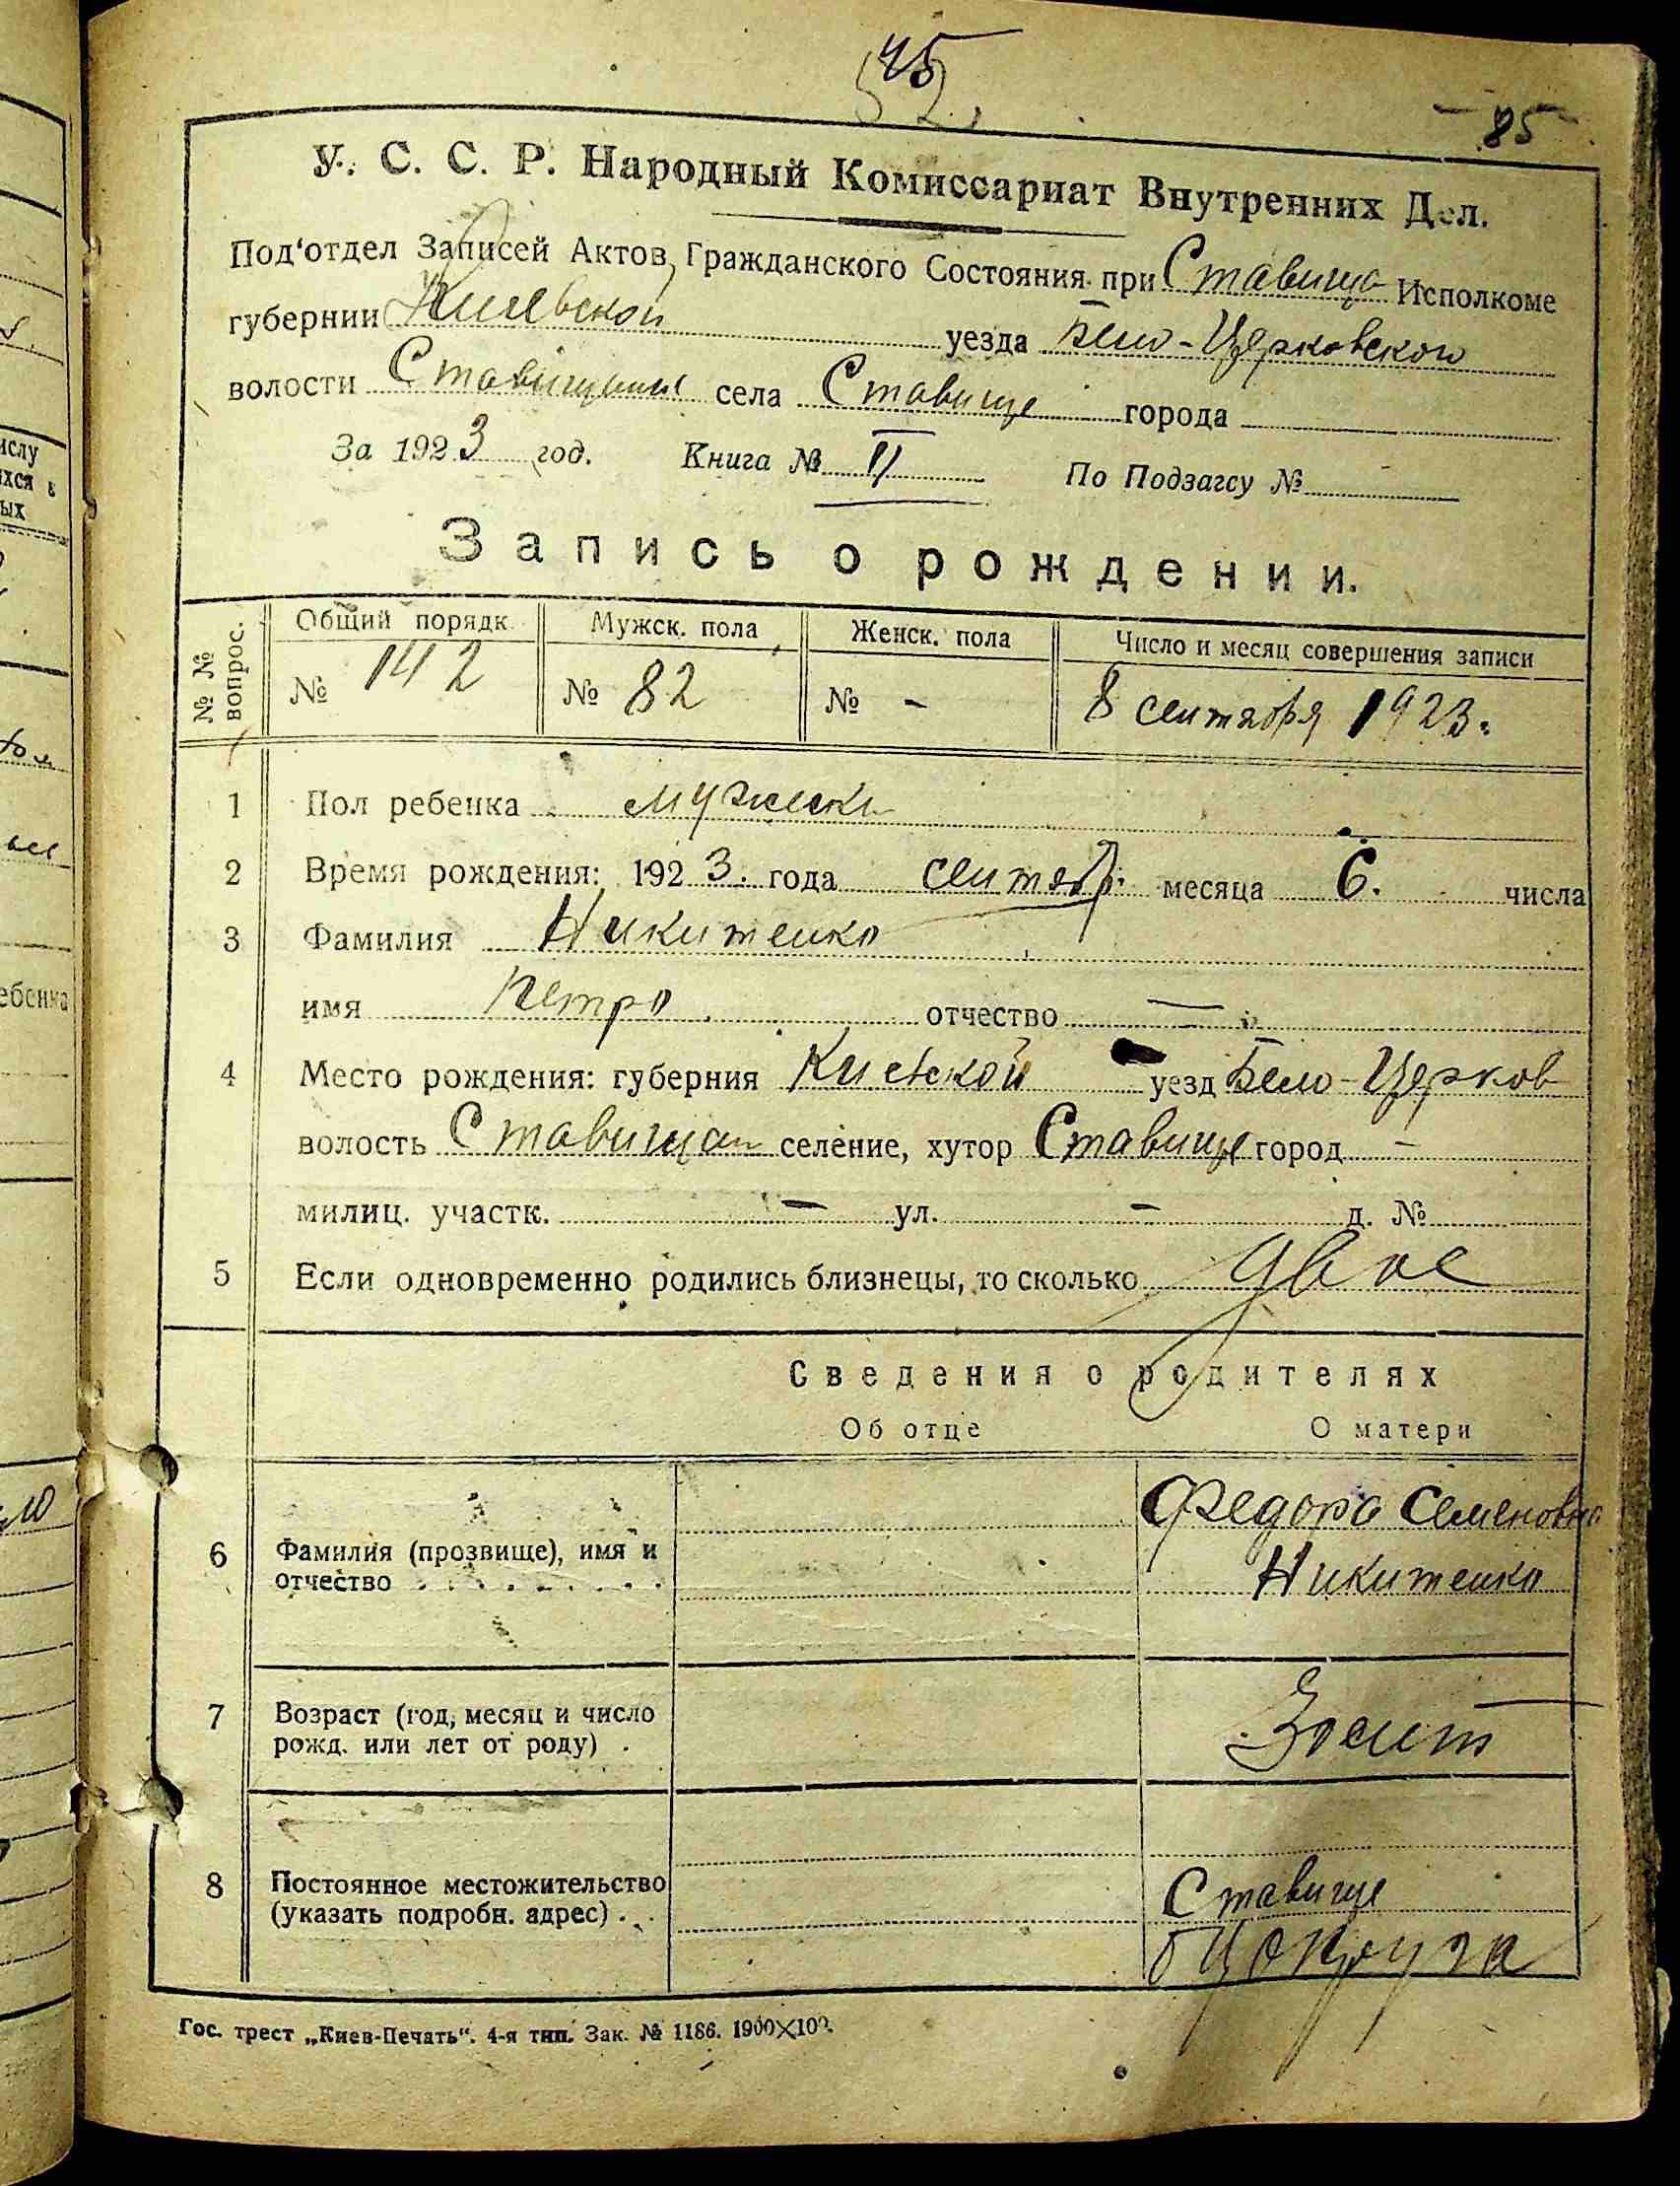 45
52.
85
У. С. С. Р. Народный Комиссариат Внутренних Дел.
Под‘отдел Записей Актов Гражданского Состояния при Ставище Исполкоме
губернии Киевской уезда Бело-Церковского
волости села Ставище города
За 1923 год. Книга № II По Подзагсу №
Запись о рождении.
№ № вопрос. Общий порядк. Мужск. пола Женск. пола Число и месяц совершения записи
№ 142 № 82 № - 8 сентября 1923.
1 Пол ребенка мужеск
2 Время рождения: 1923. года сентябр. месяца 6. числа
3 Фамилия Никитенко
имя Петро отчество —
4 Место рождения: губерния Киевской уезд Бело-Церков
волость Ставищан селение, хутор Ставище город -
милиц. участк. - ул. - д. №
5 Если одновременно родились близнецы, то сколько двое
Сведения о родителях
Об отце О матери
Федора Семеновна
6 Фамилия (прозвище), имя и
отчество Никитенко
7 Возраст (год, месяц и число
рожд. или лет от роду)
8 Постоянное местожительство Ставище
(указать подробн. адрес) БЦ округа
Гос. трест „Киев-Печать“. 4-я тип. Зак. № 1186. 1900×100.